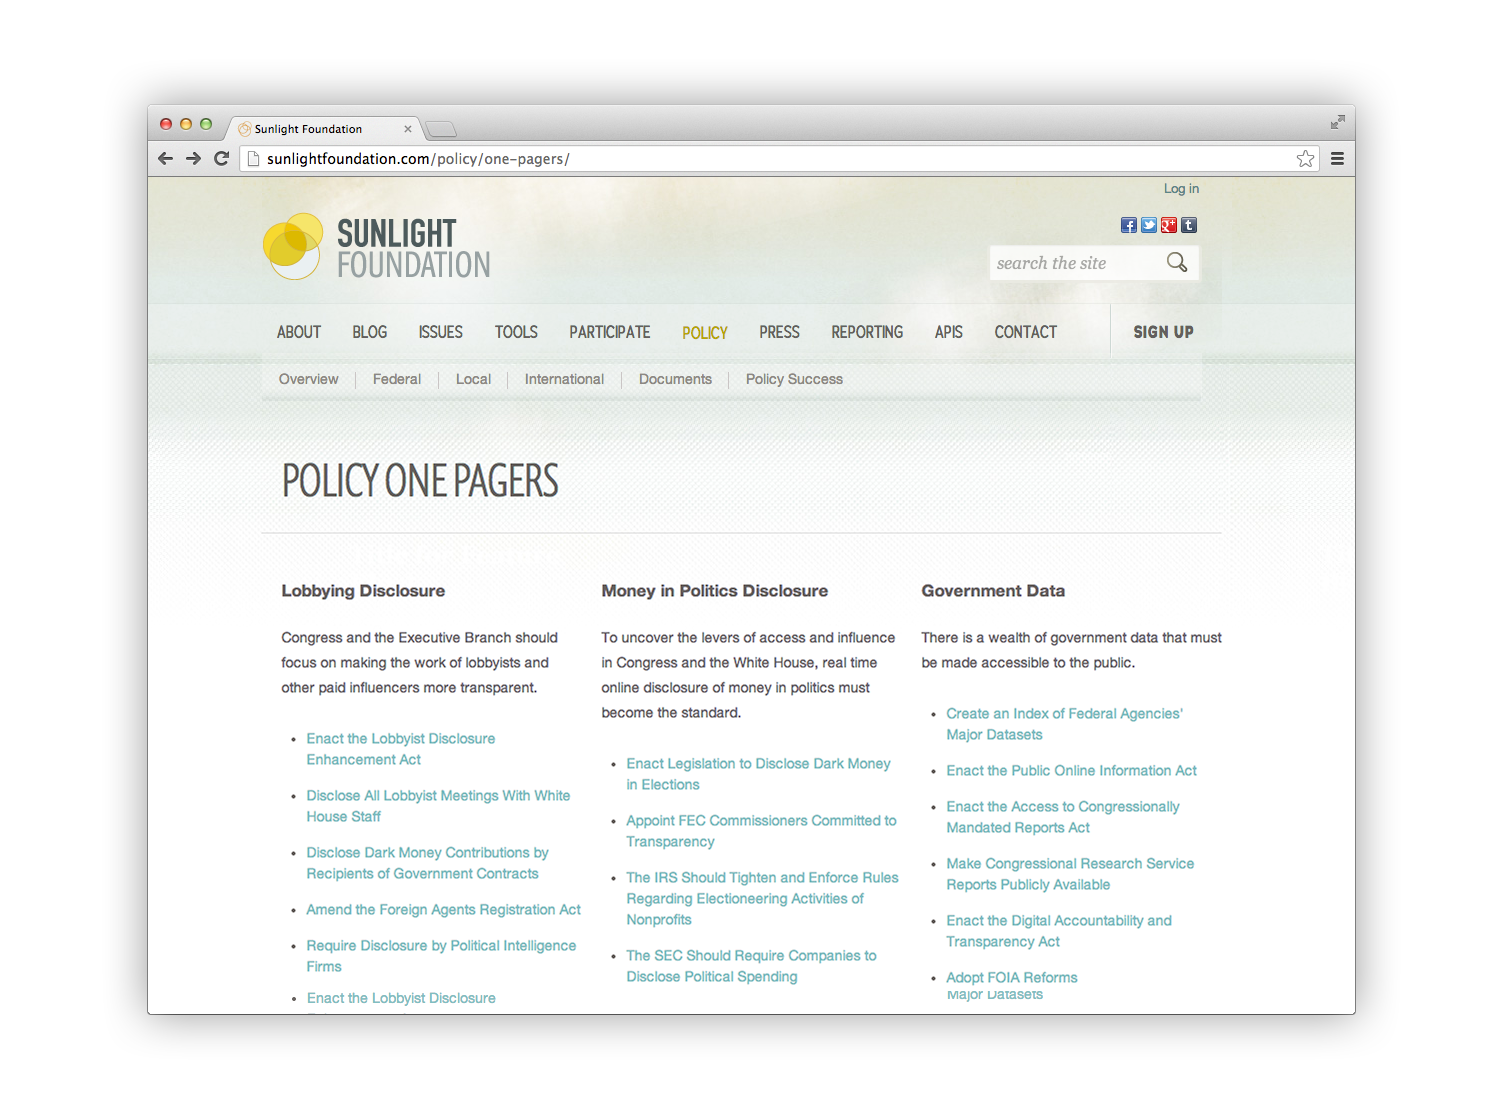 Sunlight Foundation
sunlightfoundation.com/policy/one-pagers/
Log in
SUNLIGHT
FOUNDATION
f t g+ t
search the site
ABOUT BLOG ISSUES TOOLS PARTICIPATE POLICY PRESS REPORTING APIS CONTACT SIGN UP
Overview Federal Local International Documents Policy Success
POLICY ONE PAGERS
Lobbying Disclosure
Congress and the Executive Branch should
focus on making the work of lobbyists and
other paid influencers more transparent.
• Enact the Lobbyist Disclosure
Enhancement Act
• Disclose All Lobbyist Meetings With White
House Staff
• Disclose Dark Money Contributions by
Recipients of Government Contracts
• Amend the Foreign Agents Registration Act
• Require Disclosure by Political Intelligence
Firms
• Enact the Lobbyist Disclosure
Money in Politics Disclosure
To uncover the levers of access and influence
in Congress and the White House, real time
online disclosure of money in politics must
become the standard.
• Enact Legislation to Disclose Dark Money
in Elections
• Appoint FEC Commissioners Committed to
Transparency
• The IRS Should Tighten and Enforce Rules
Regarding Electioneering Activities of
Nonprofits
• The SEC Should Require Companies to
Disclose Political Spending
Government Data
There is a wealth of government data that must
be made accessible to the public.
• Create an Index of Federal Agencies'
Major Datasets
• Enact the Public Online Information Act
• Enact the Access to Congressionally
Mandated Reports Act
• Make Congressional Research Service
Reports Publicly Available
• Enact the Digital Accountability and
Transparency Act
• Adopt FOIA Reforms
Major Datasets